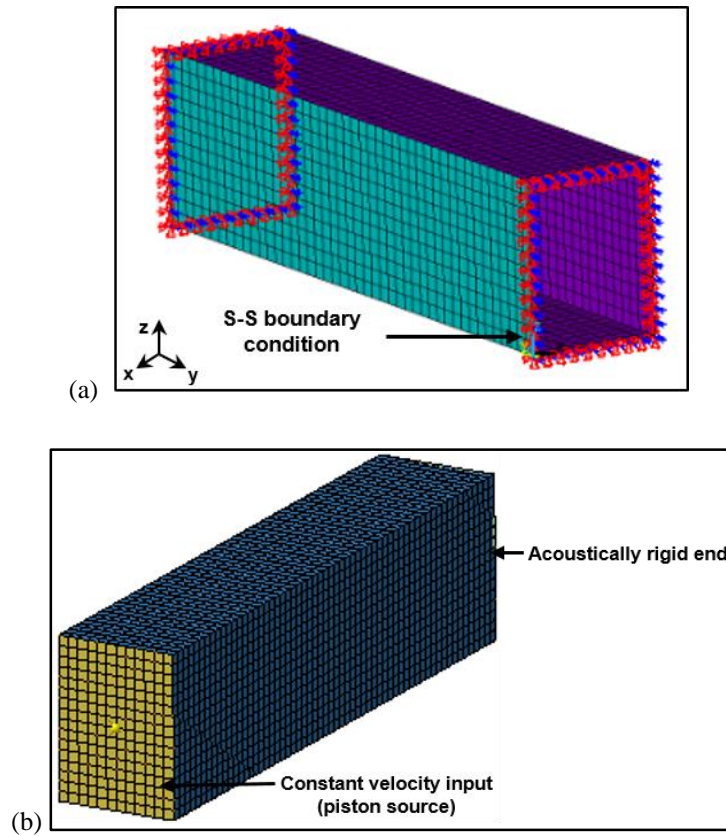 S-S boundary
condition
z
x
y
(a)
Acoustically rigid end
Constant velocity input
(piston source)
(b)